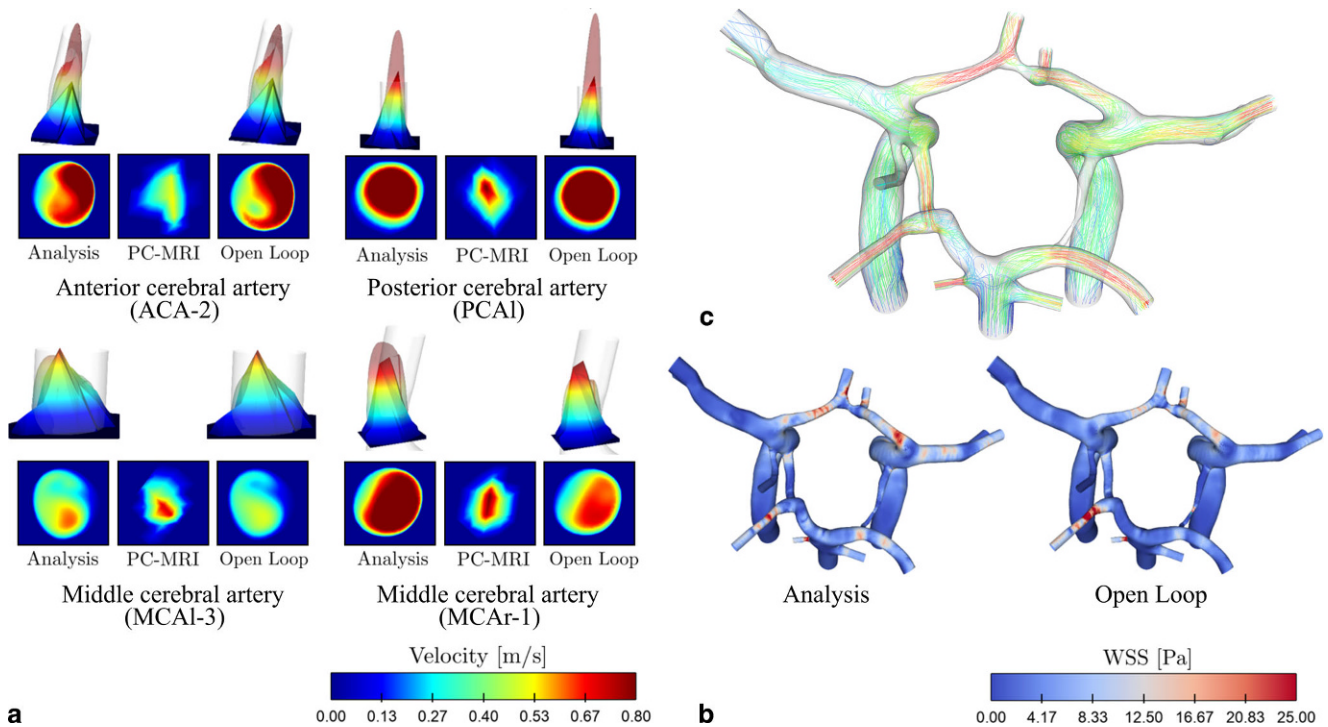 Analysis PC-MRI Open Loop
Anterior cerebral artery
(ACA-2)
Analysis PC-MRI Open Loop
Posterior cerebral artery
(PCAl)
Analysis PC-MRI Open Loop
Middle cerebral artery
(MCAl-3)
Analysis PC-MRI Open Loop
Middle cerebral artery
(MCAr-1)
Velocity [m/s]
0.00 0.13 0.27 0.40 0.53 0.67 0.80
a
c
Analysis
Open Loop
WSS [Pa]
0.00 4.17 8.33 12.50 16.67 20.83 25.00
b